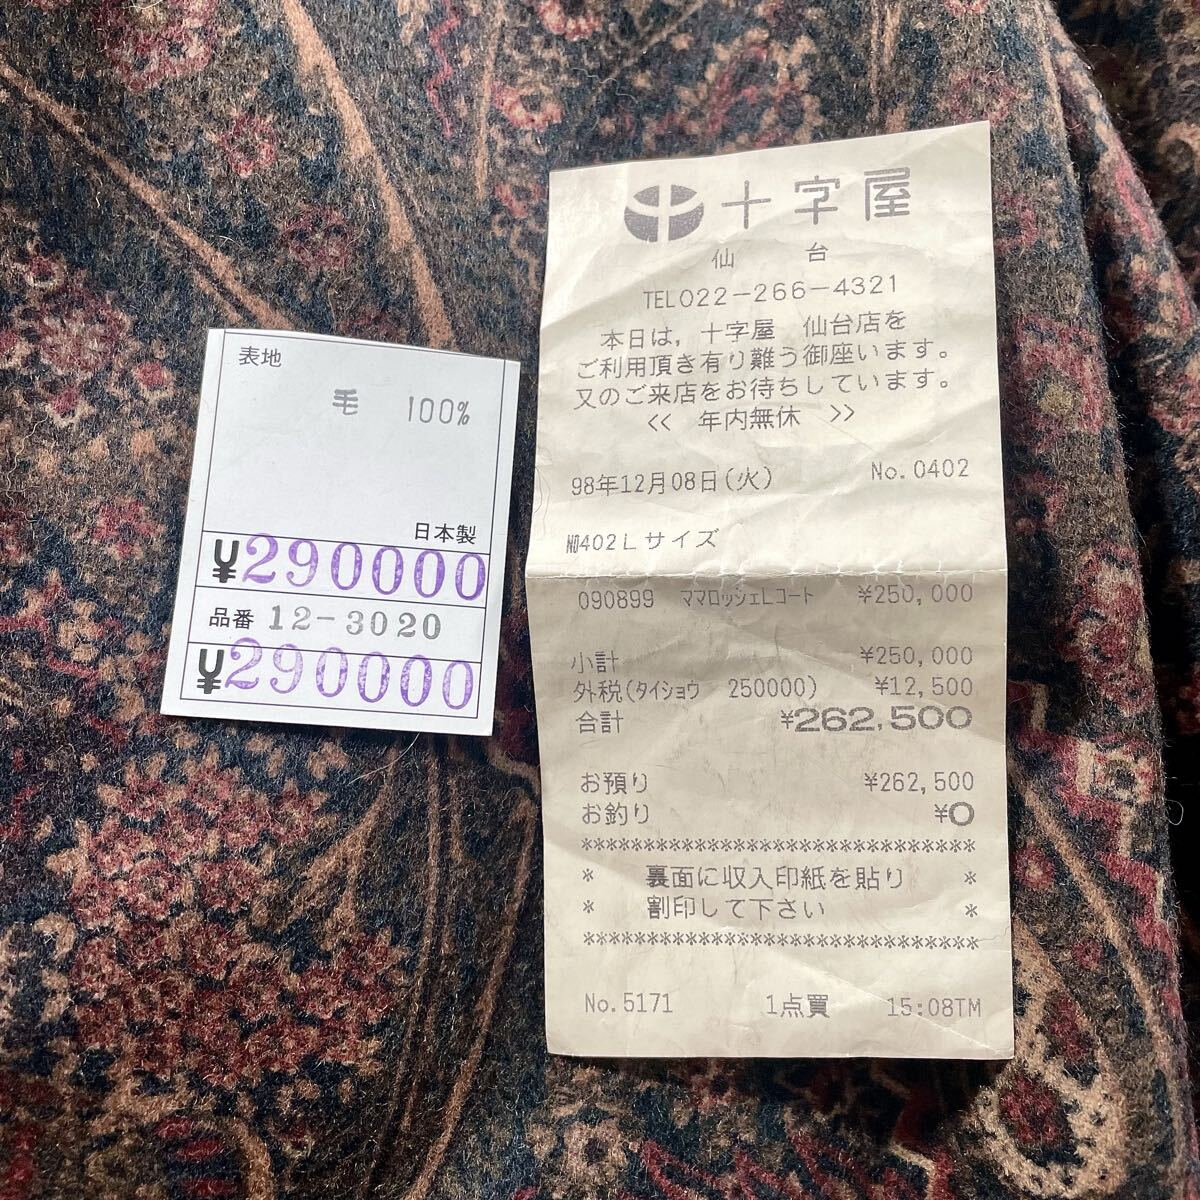 表地
毛 100%
日本製
¥290000
品番 12-3020
¥290000
十字屋
仙台
TEL022-266-4321
本日は,十字屋 仙台店を
ご利用頂き有り難う御座います。
又のご来店をお待ちしています。
<< 年内無休 >>
98年12月08日(火) No.0402
NO402Lサイズ
090899 ママロッシェLコート ¥250,000
小計 ¥250,000
外税(タイショウ 250000) ¥12,500
合計 ¥262,500
お預り ¥262,500
お釣り ¥0
*******************************
* 裏面に収入印紙を貼り *
* 割印して下さい *
*******************************
No.5171 1点買 15:08TM